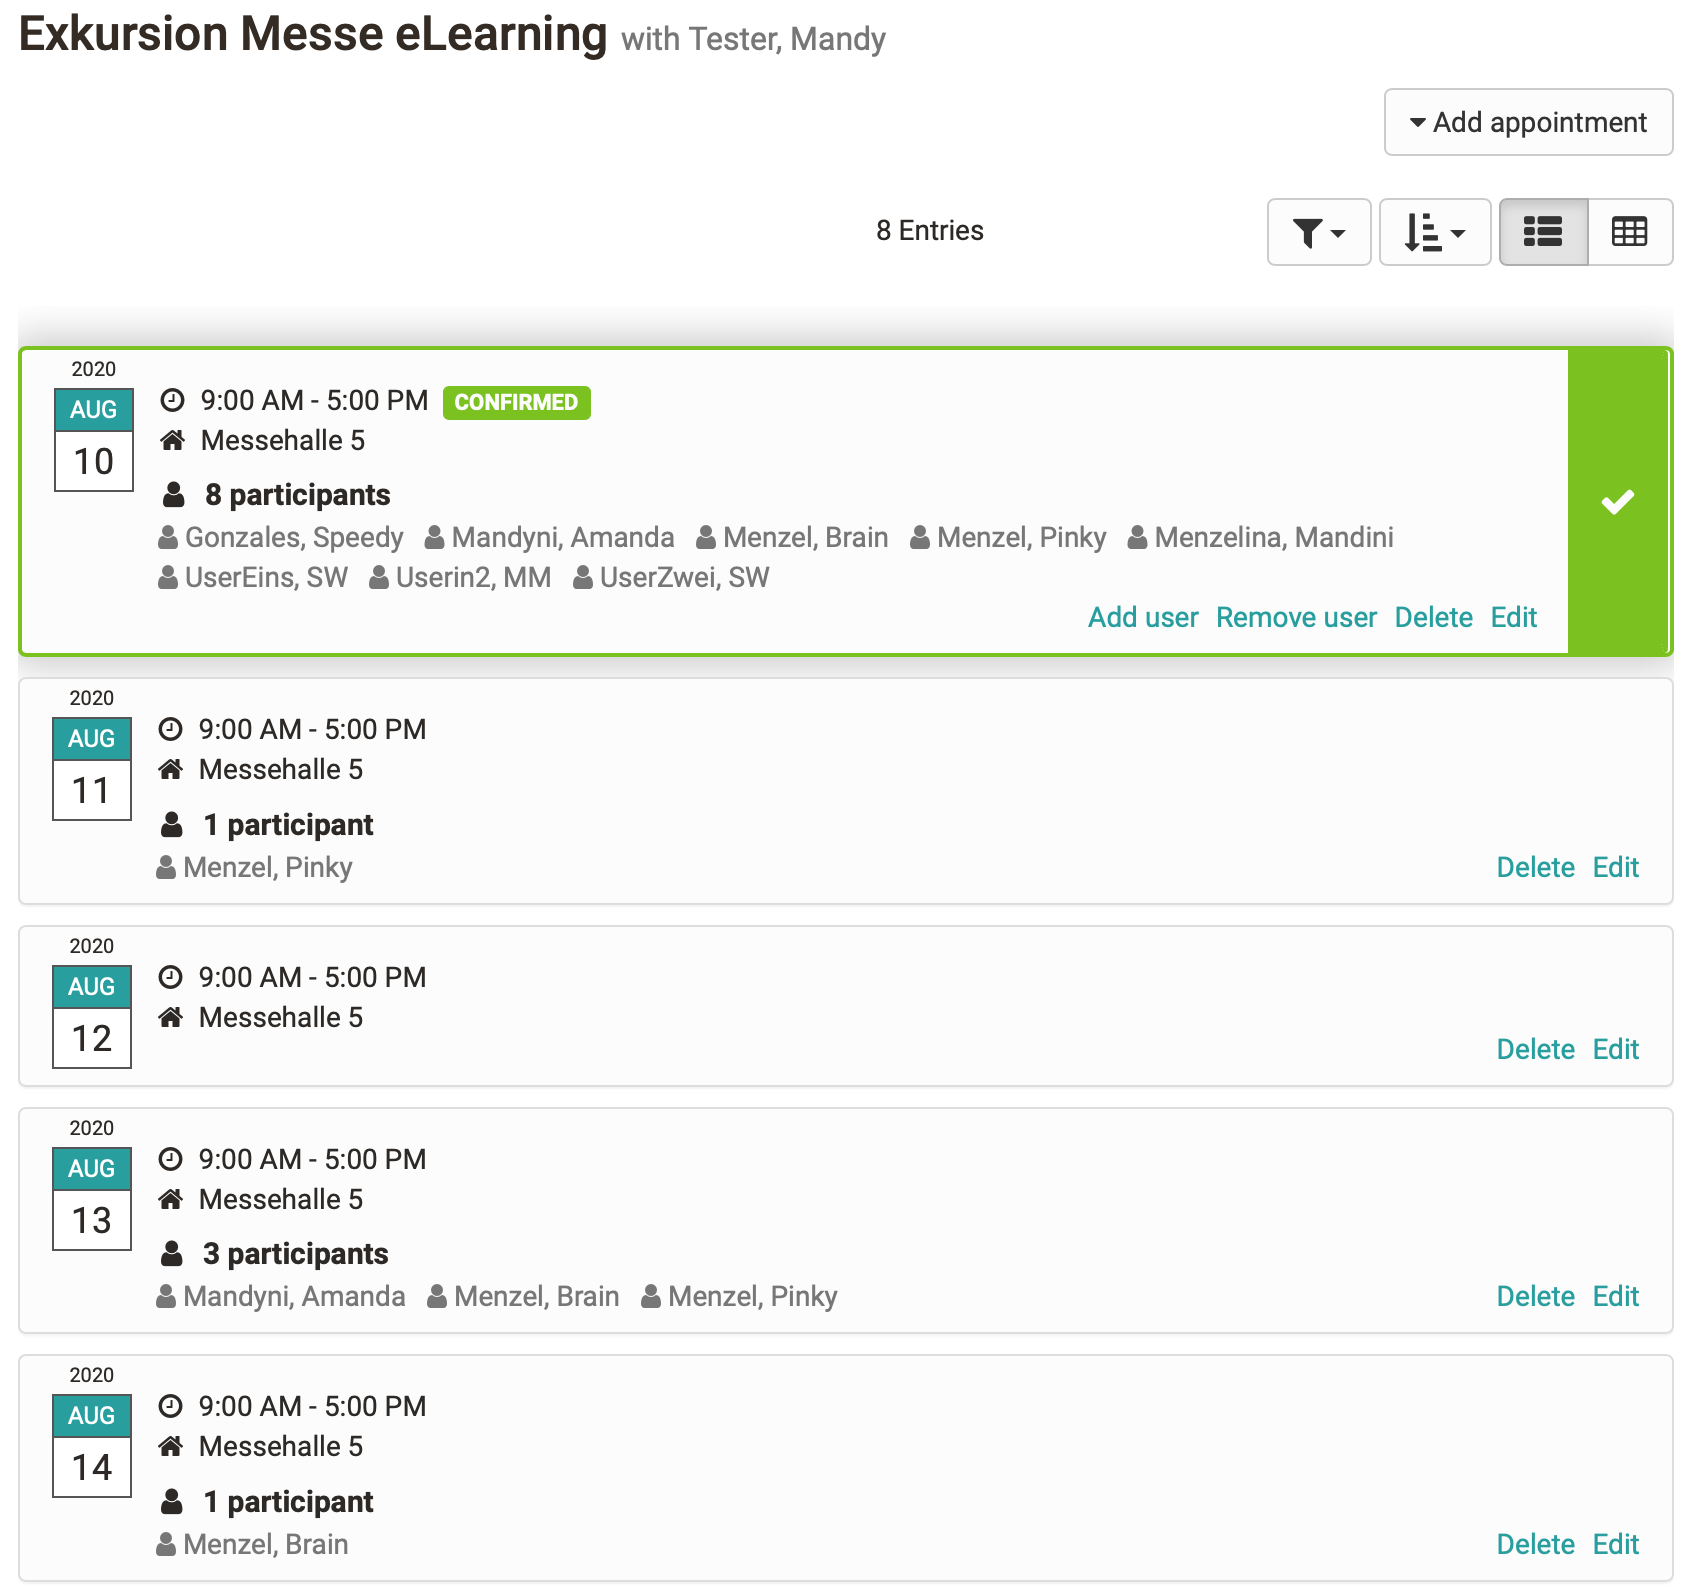 Exkursion Messe eLearning with Tester, Mandy
Add appointment
8 Entries
2020
AUG
10
9:00 AM - 5:00 PM CONFIRMED
Messehalle 5
8 participants
Gonzales, Speedy Mandyni, Amanda Menzel, Brain Menzel, Pinky Menzelina, Mandini
UserEins, SW Userin2, MM UserZwei, SW
Add user Remove user Delete Edit
2020
AUG
11
9:00 AM - 5:00 PM
Messehalle 5
1 participant
Menzel, Pinky
Delete Edit
2020
AUG
12
9:00 AM - 5:00 PM
Messehalle 5
Delete Edit
2020
AUG
13
9:00 AM - 5:00 PM
Messehalle 5
3 participants
Mandyni, Amanda Menzel, Brain Menzel, Pinky
Delete Edit
2020
AUG
14
9:00 AM - 5:00 PM
Messehalle 5
1 participant
Menzel, Brain
Delete Edit